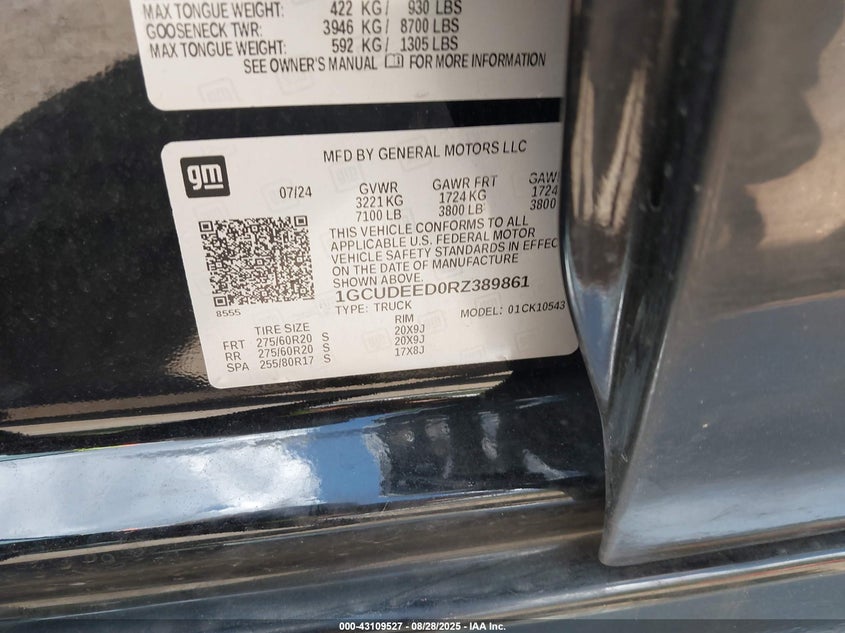 MAX TONGUE WEIGHT: 422 KG / 930 LBS
GOOSENECK TWR: 3946 KG / 8700 LBS
MAX TONGUE WEIGHT: 592 KG / 1305 LBS
SEE OWNER'S MANUAL FOR MORE INFORMATION
gm
MFD BY GENERAL MOTORS LLC
07/24 GVWR GAWR FRT GAWR
3221 KG 1724 KG 1724
7100 LB 3800 LB 3800
THIS VEHICLE CONFORMS TO ALL
APPLICABLE U.S. FEDERAL MOTOR
VEHICLE SAFETY STANDARDS IN EFFEC
ON THE DATE OF MANUFACTURE
SHOWN ABOVE.
1GCUDEED0RZ389861
8555 TYPE: TRUCK MODEL: 01CK10543
TIRE SIZE RIM
FRT 275/60R20 S 20X9J
RR 275/60R20 S 20X9J
SPA 255/80R17 S 17X8J
000-43109527 - 08/28/2025 - IAA Inc.